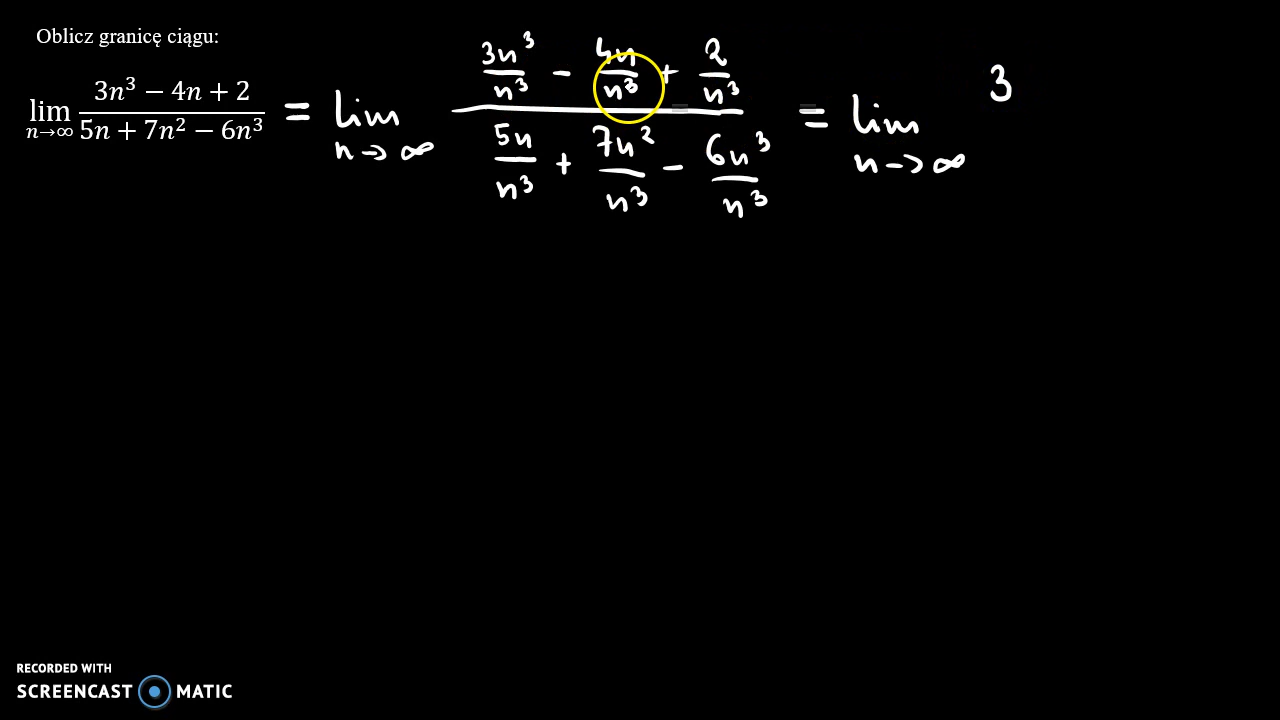 Oblicz granicę ciągu:
lim n→∞ (3n³ − 4n + 2)/(5n + 7n² − 6n³) = lim n→∞ (3n³/n³ − 4n/n³ + 2/n³)/(5n/n³ + 7n²/n³ − 6n³/n³) = lim n→∞ 3
RECORDED WITH
SCREENCAST MATIC